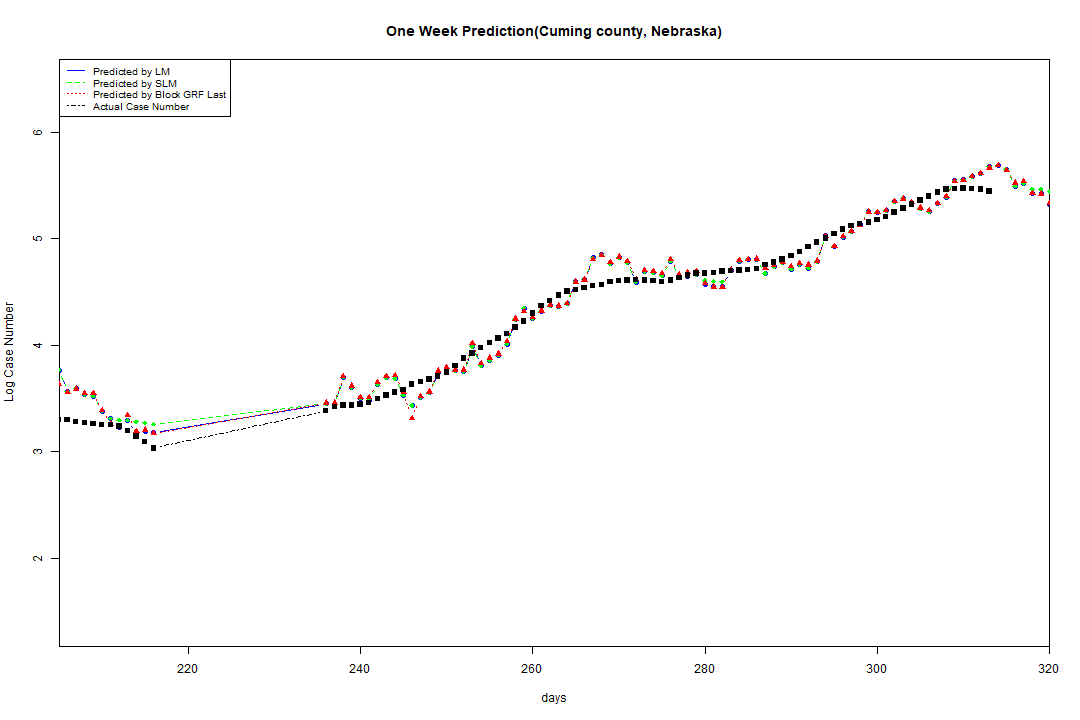 One Week Prediction(Cuming county, Nebraska)
Predicted by LM
Predicted by SLM
Predicted by Block GRF Last
Actual Case Number
6
5
4
3
2
Log Case Number
220 240 260 280 300 320
days